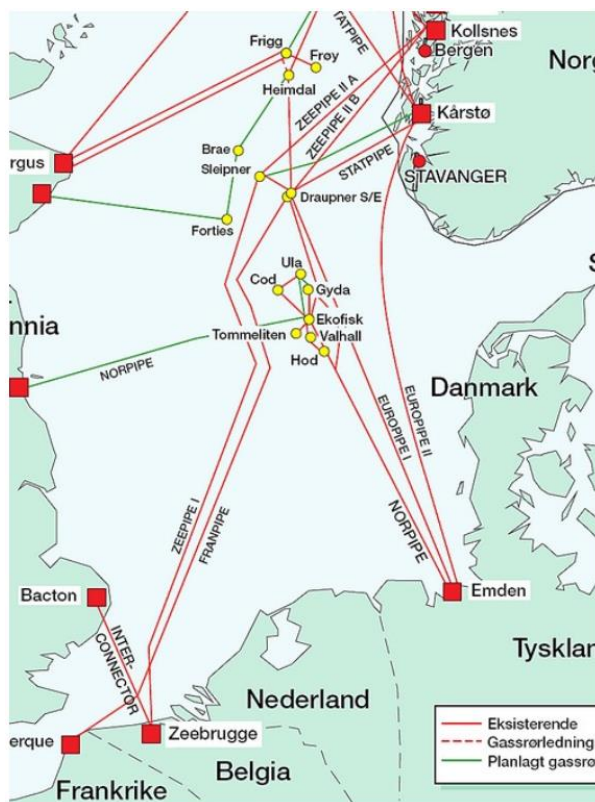 Kollsnes
Bergen
Frigg
Frøy
Heimdal
STATPIPE
Norg
ZEEPIPE II A
ZEEPIPE II B
Kårstø
Brae
Sleipner
STATPIPE
STAVANGER
ergus
Draupner S/E
Forties
Ula
Cod
Gyda
Ekofisk
Tommeliten
Valhall
Hod
S
nnia
NORPIPE
Danmark
EUROPIPE II
EUROPIPE I
ZEEPIPE I
FRANPIPE
NORPIPE
Bacton
Emden
INTER-
CONNECTOR
Tysklan
Nederland
Zeebrugge
erque
Belgia
Frankrike
Eksisterende
Gassrørledning
Planlagt gassrø